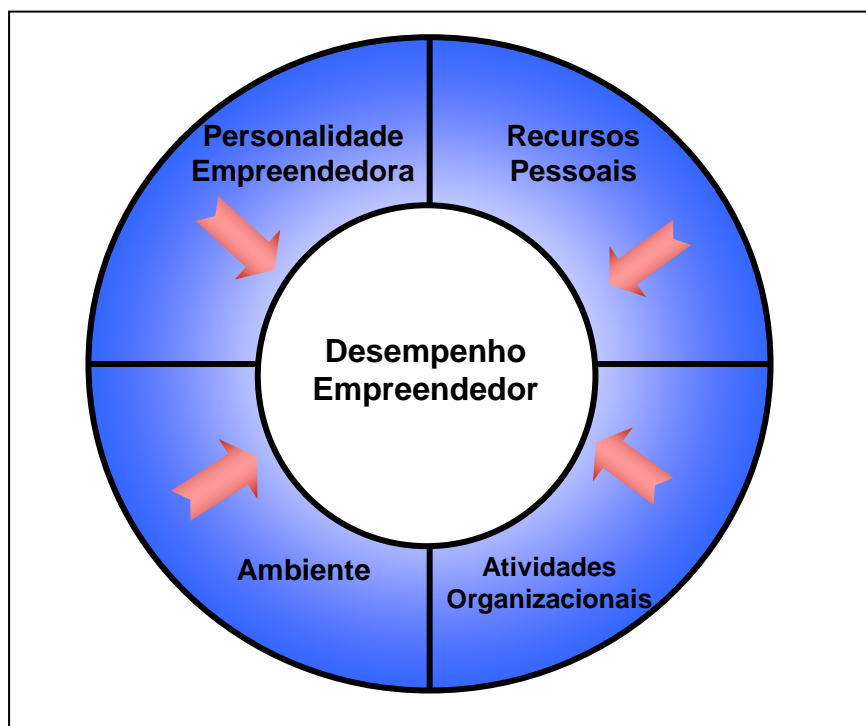 Personalidade
Empreendedora
Recursos
Pessoais
Desempenho
Empreendedor
Ambiente
Atividades
Organizacionais